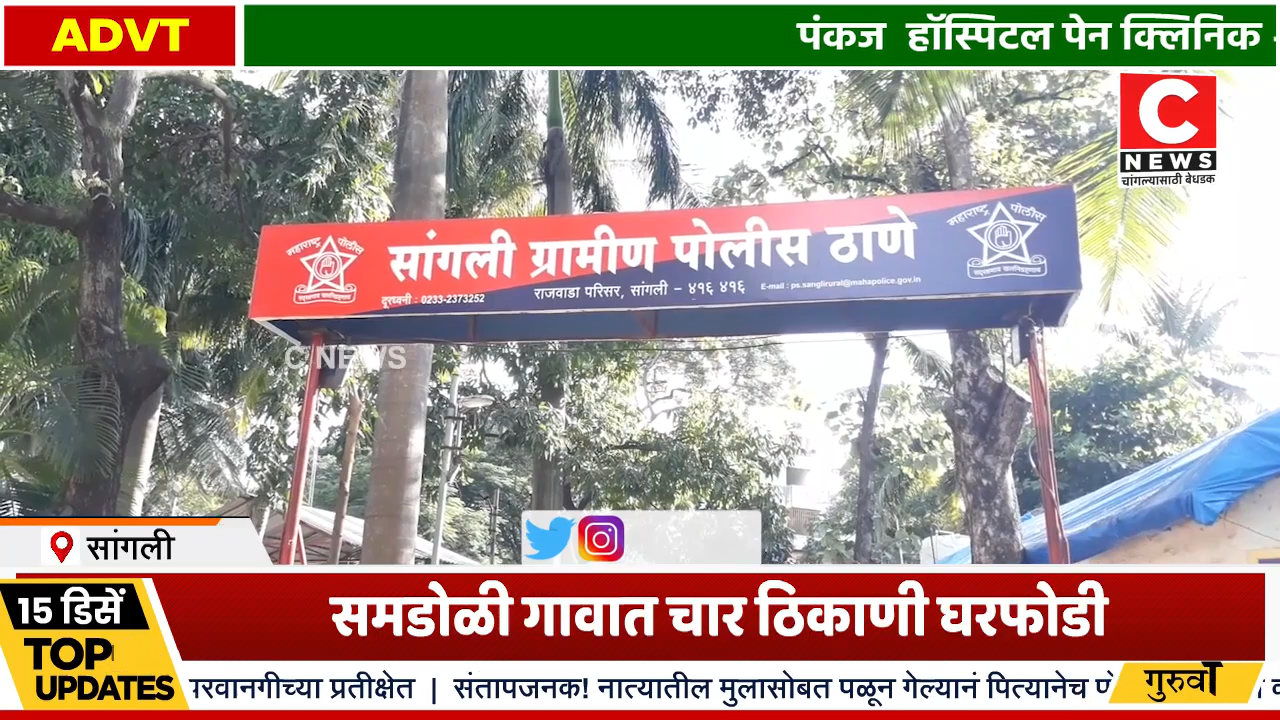 ADVT
पंकज हॉस्पिटल पेन क्लिनिक
C
NEWS
चांगल्यासाठी बेधडक
महाराष्ट्र पोलीस
सांगली ग्रामीण पोलीस ठाणे
महाराष्ट्र पोलीस
दूरध्वनी : 0233-2373252
राजवाडा परिसर, सांगली – ४१६ ४१६
E-mail : ps.sanglirural@mahapolice.gov.in
C NEWS
सांगली
15 डिसें
समडोळी गावात चार ठिकाणी घरफोडी
TOP
UPDATES
परवानगीच्या प्रतीक्षेत | संतापजनक! नात्यातील मुलासोबत पळून गेल्यानं पित्यानेच